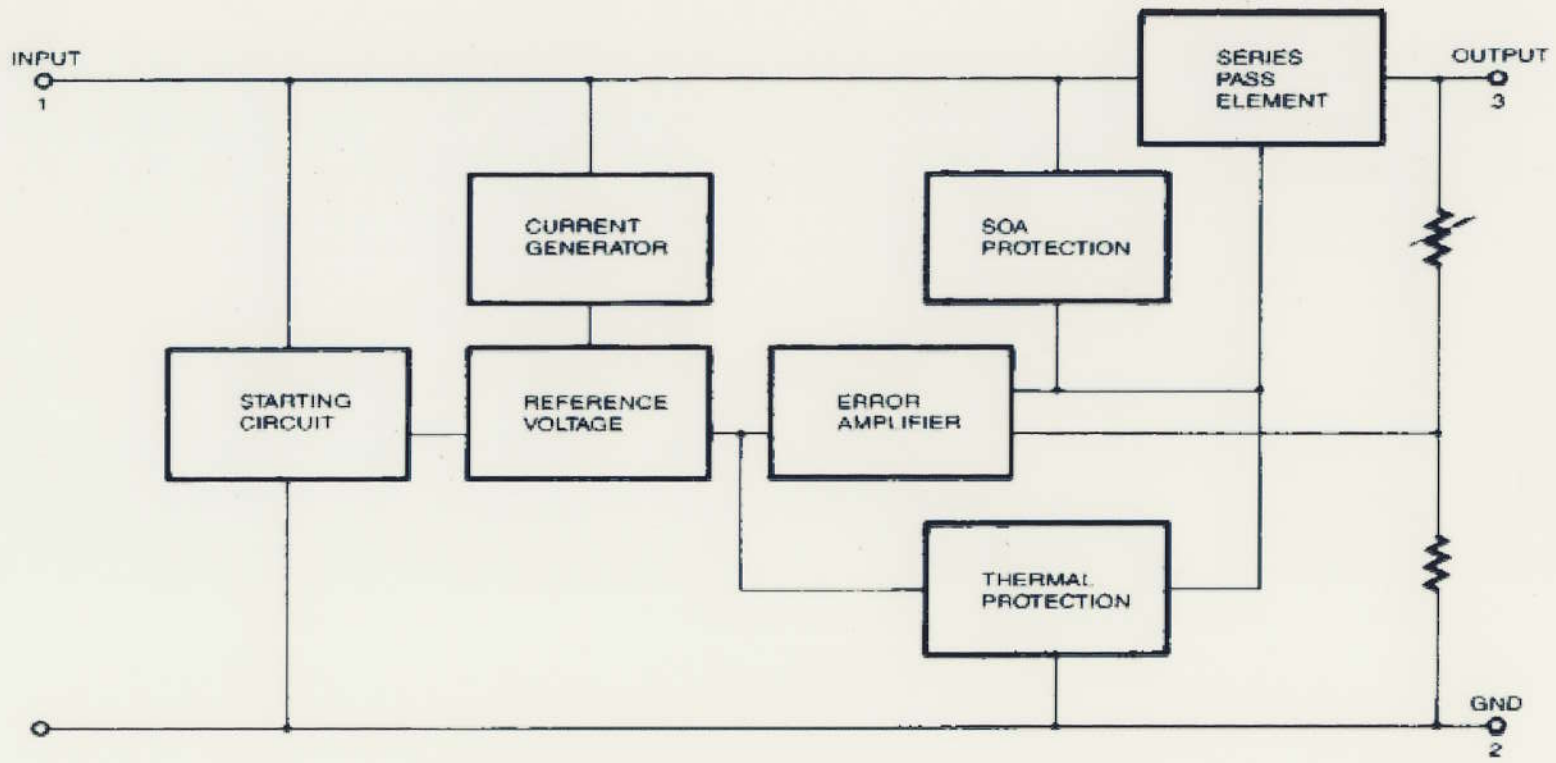 INPUT
1
SERIES
PASS
ELEMENT
OUTPUT
3
CURRENT
GENERATOR
SOA
PROTECTION
STARTING
CIRCUIT
REFERENCE
VOLTAGE
ERROR
AMPLIFIER
THERMAL
PROTECTION
GND
2